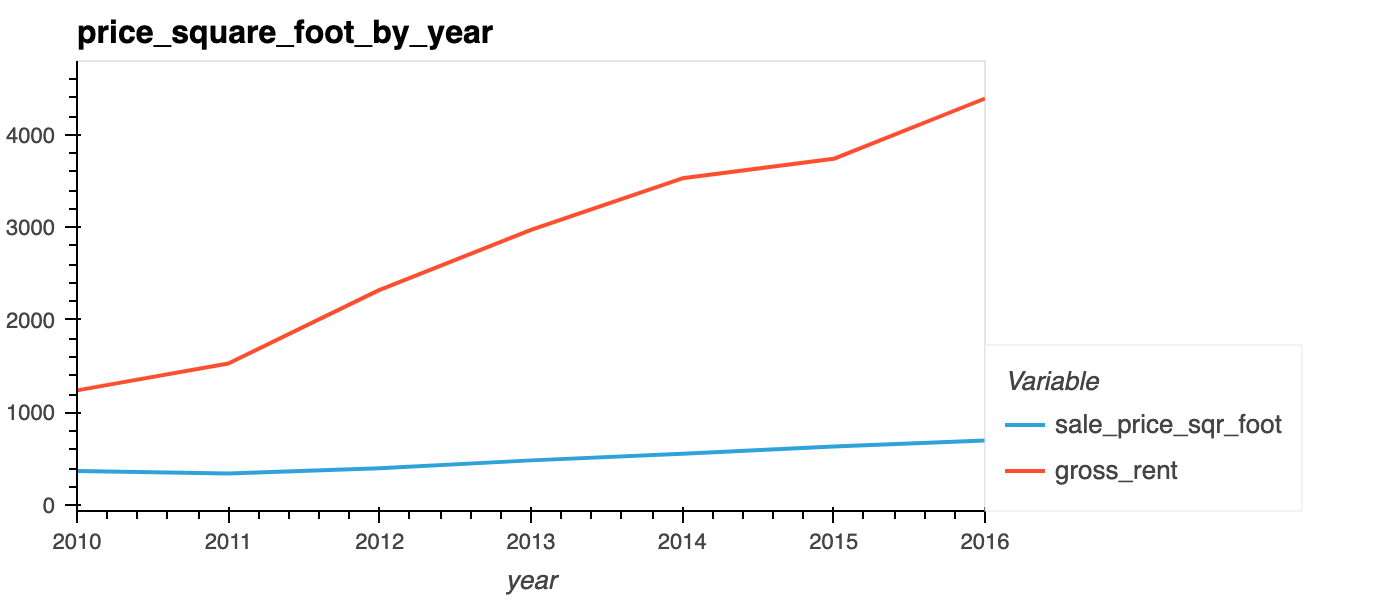 price_square_foot_by_year
4000
3000
2000
1000
0
2010 2011 2012 2013 2014 2015 2016
year
Variable
sale_price_sqr_foot
gross_rent